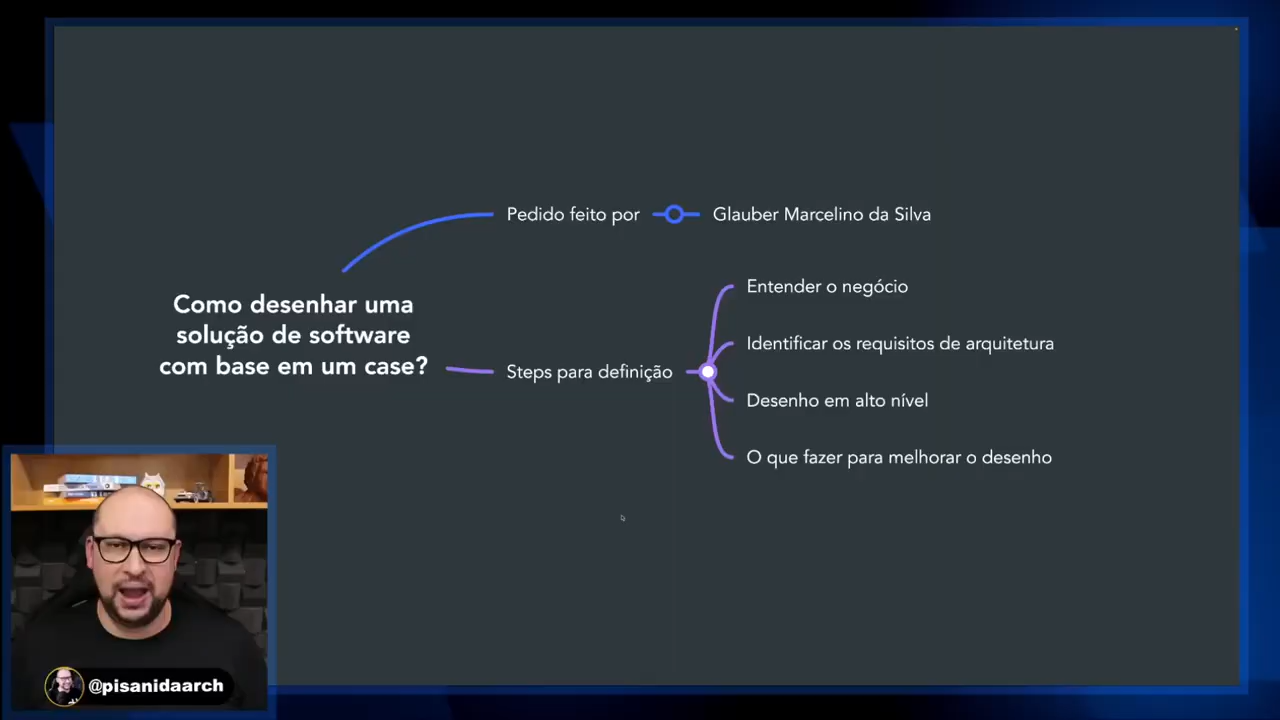 Pedido feito por
Glauber Marcelino da Silva
Como desenhar uma
solução de software
com base em um case?
Steps para definição
Entender o negócio
Identificar os requisitos de arquitetura
Desenho em alto nível
O que fazer para melhorar o desenho
@pisanidaarch